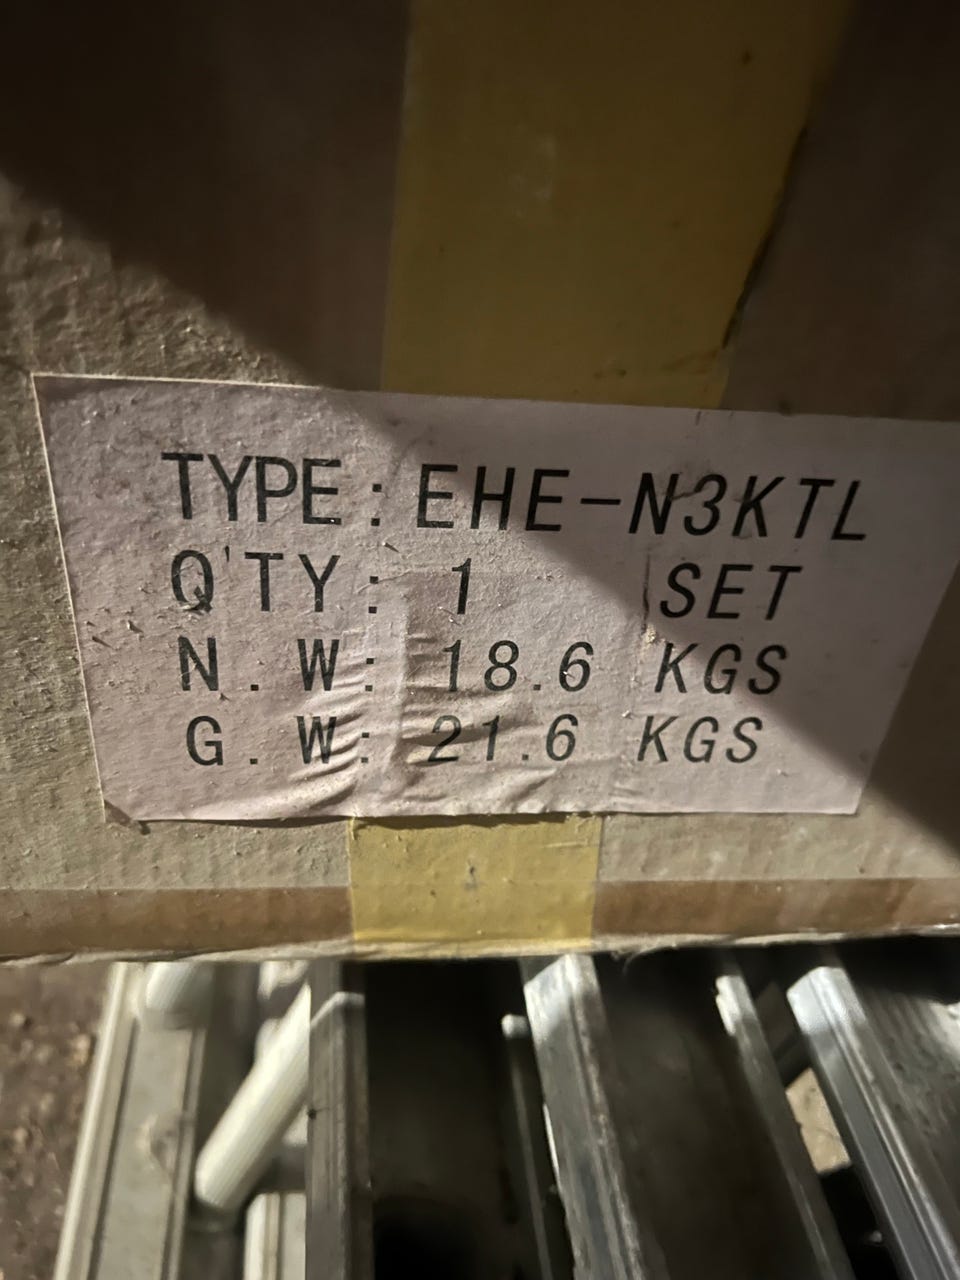 TYPE: EHE-N3KTL
Q'TY: 1 SET
N. W: 18.6 KGS
G. W: 21.6 KGS